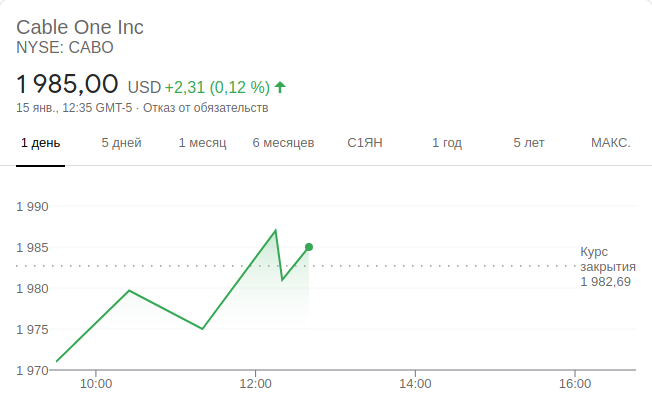 Cable One Inc
NYSE: CABO
1 985,00 USD +2,31 (0,12 %)
15 янв., 12:35 GMT-5 · Отказ от обязательств
1 день 5 дней 1 месяц 6 месяцев С1ЯН 1 год 5 лет МАКС.
1 990
1 985
Курс
закрытия
1 982,69
1 980
1 975
1 970
10:00 12:00 14:00 16:00